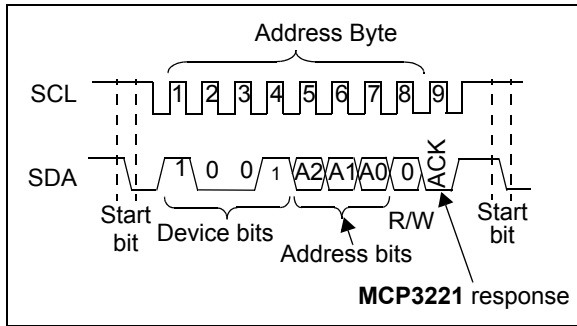 Address Byte
SCL 1 2 3 4 5 6 7 8 9
SDA 1 0 0 1 A2 A1 A0 0 ACK
Start bit
Device bits
Address bits
R/W
Start bit
MCP3221 response